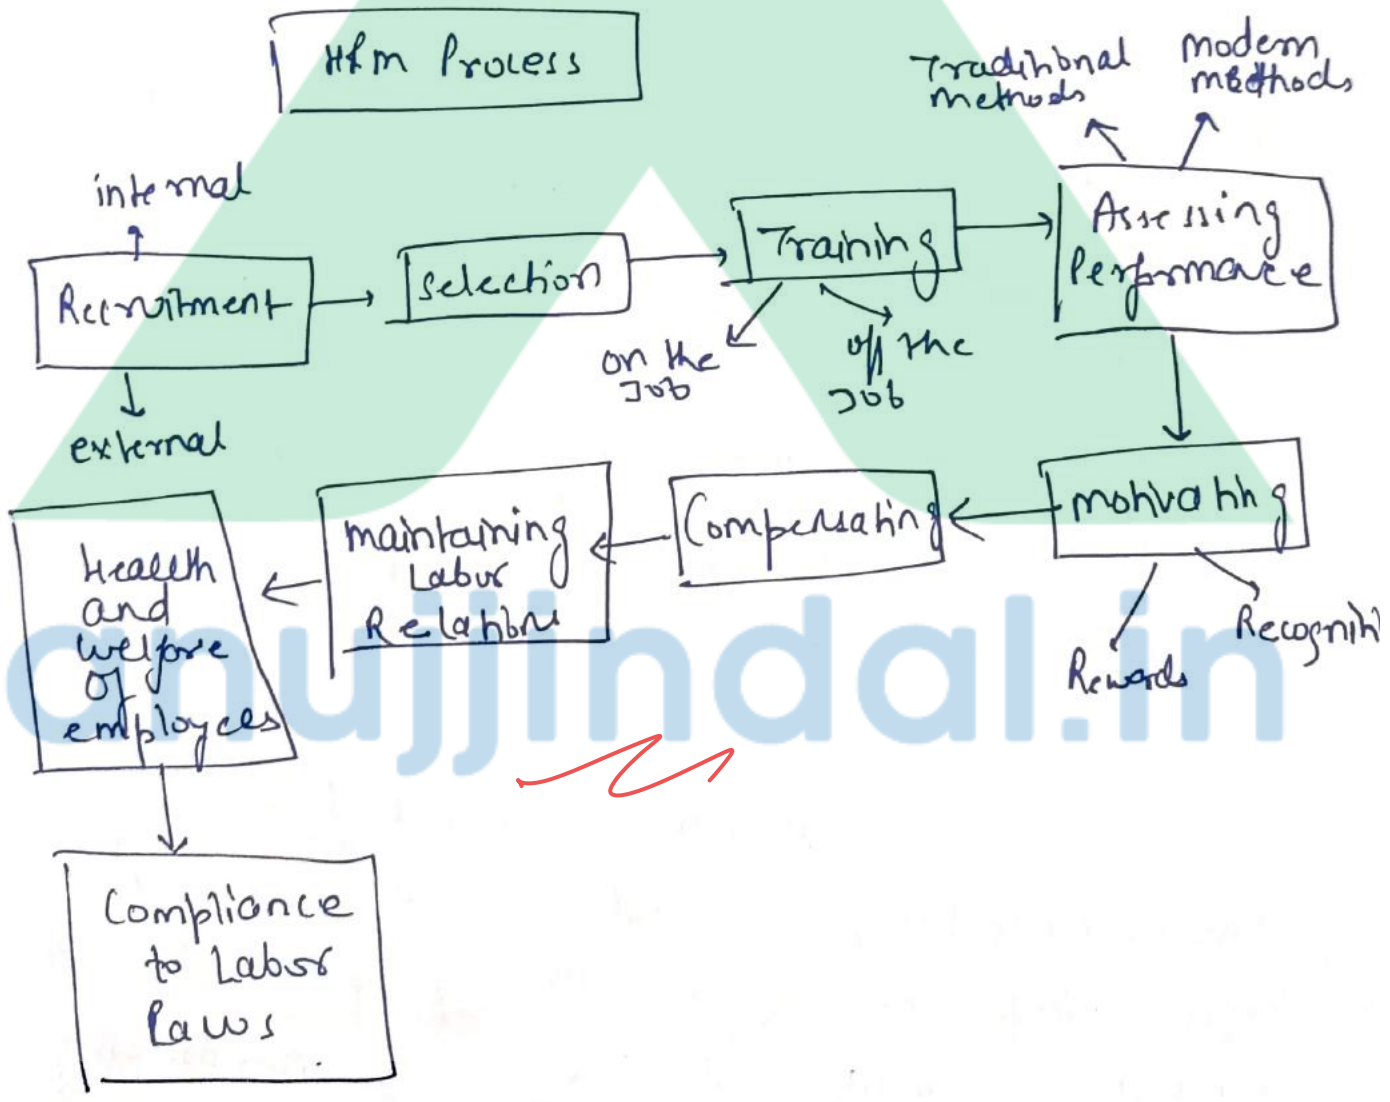 HRM Process
Traditional
methods
modern
methods
internal
Recruitment
external
Selection
Training
on the
Job
off the
Job
Assessing
Performance
motivating
Rewards
Recogniti
Compensating
maintaining
Labor
Relations
Health
and
welfare
of
employees
Compliance
to Labor
Laws
anujjindal.in